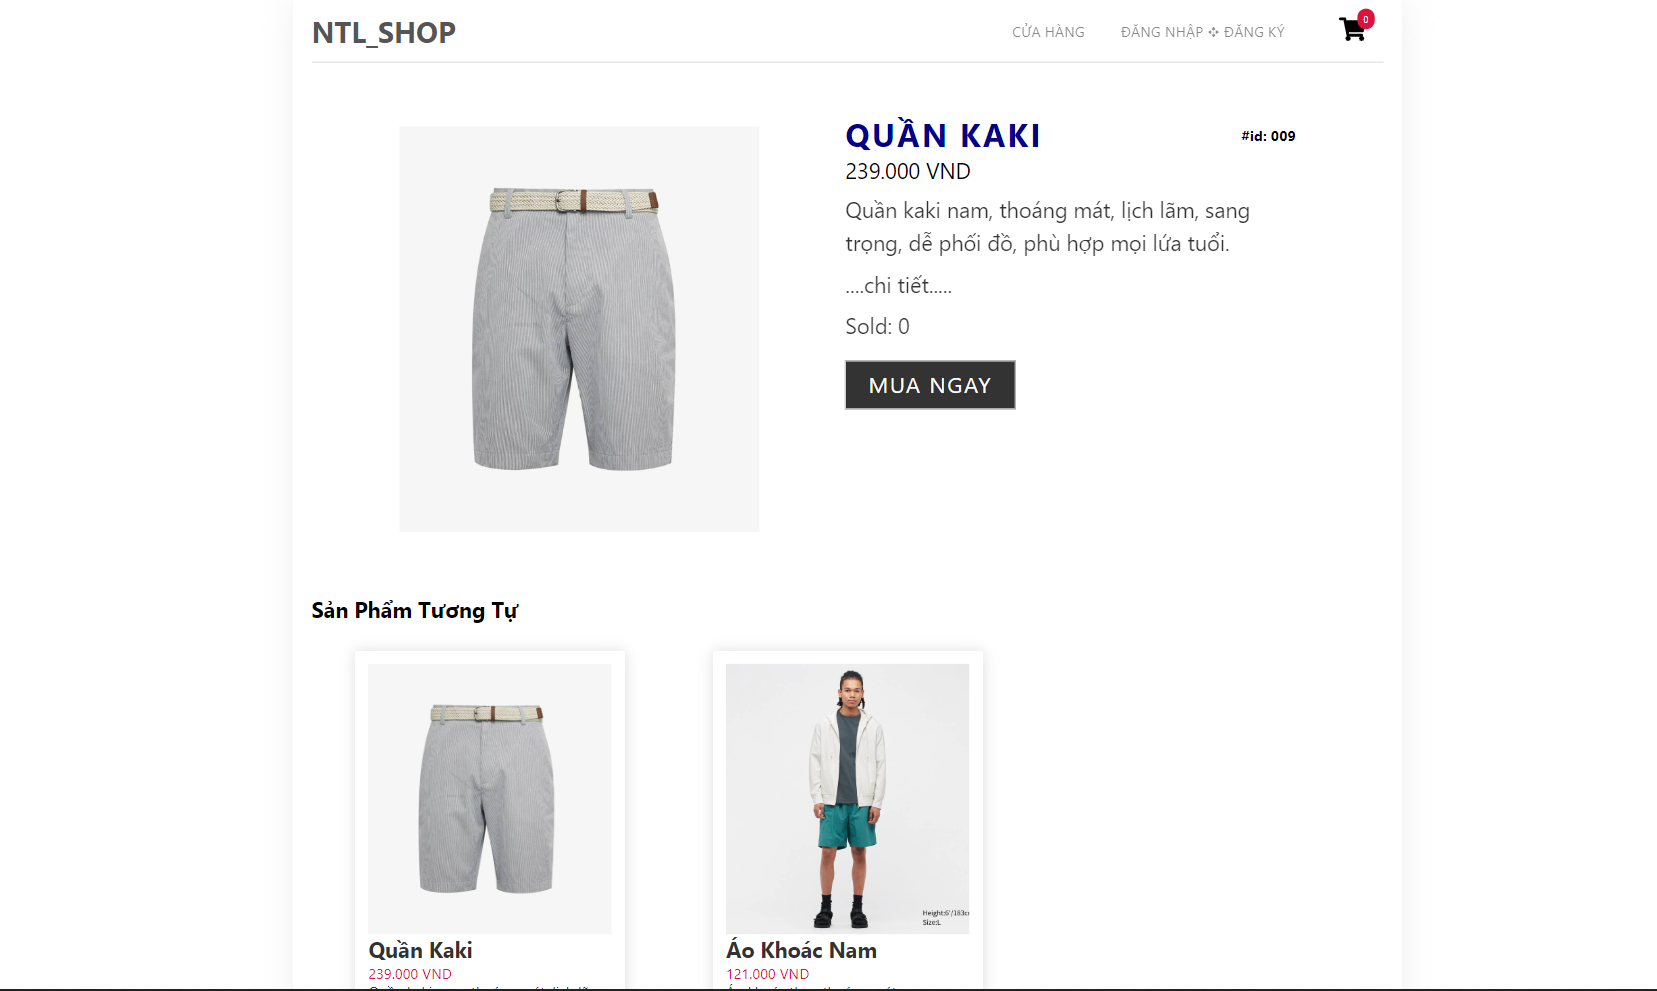 NTL_SHOP
CỬA HÀNG
ĐĂNG NHẬP ⁘ ĐĂNG KÝ
0
QUẦN KAKI
#id: 009
239.000 VND
Quần kaki nam, thoáng mát, lịch lãm, sang
trọng, dễ phối đồ, phù hợp mọi lứa tuổi.
....chi tiết.....
Sold: 0
MUA NGAY
Sản Phẩm Tương Tự
Height:6'/183c
Size:L
Quần Kaki
Áo Khoác Nam
239.000 VND
121.000 VND